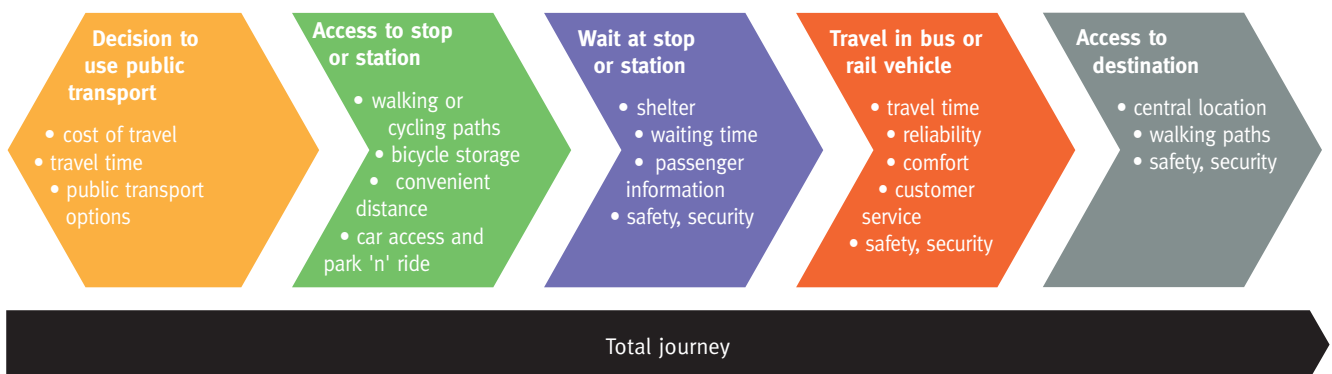 Decision to
use public
transport
• cost of travel
• travel time
• public transport
options
Access to stop
or station
• walking or
cycling paths
• bicycle storage
• convenient
distance
• car access and
park 'n' ride
Wait at stop
or station
• shelter
• waiting time
• passenger
information
• safety, security
Travel in bus or
rail vehicle
• travel time
• reliability
• comfort
• customer
service
• safety, security
Access to
destination
• central location
• walking paths
• safety, security
Total journey